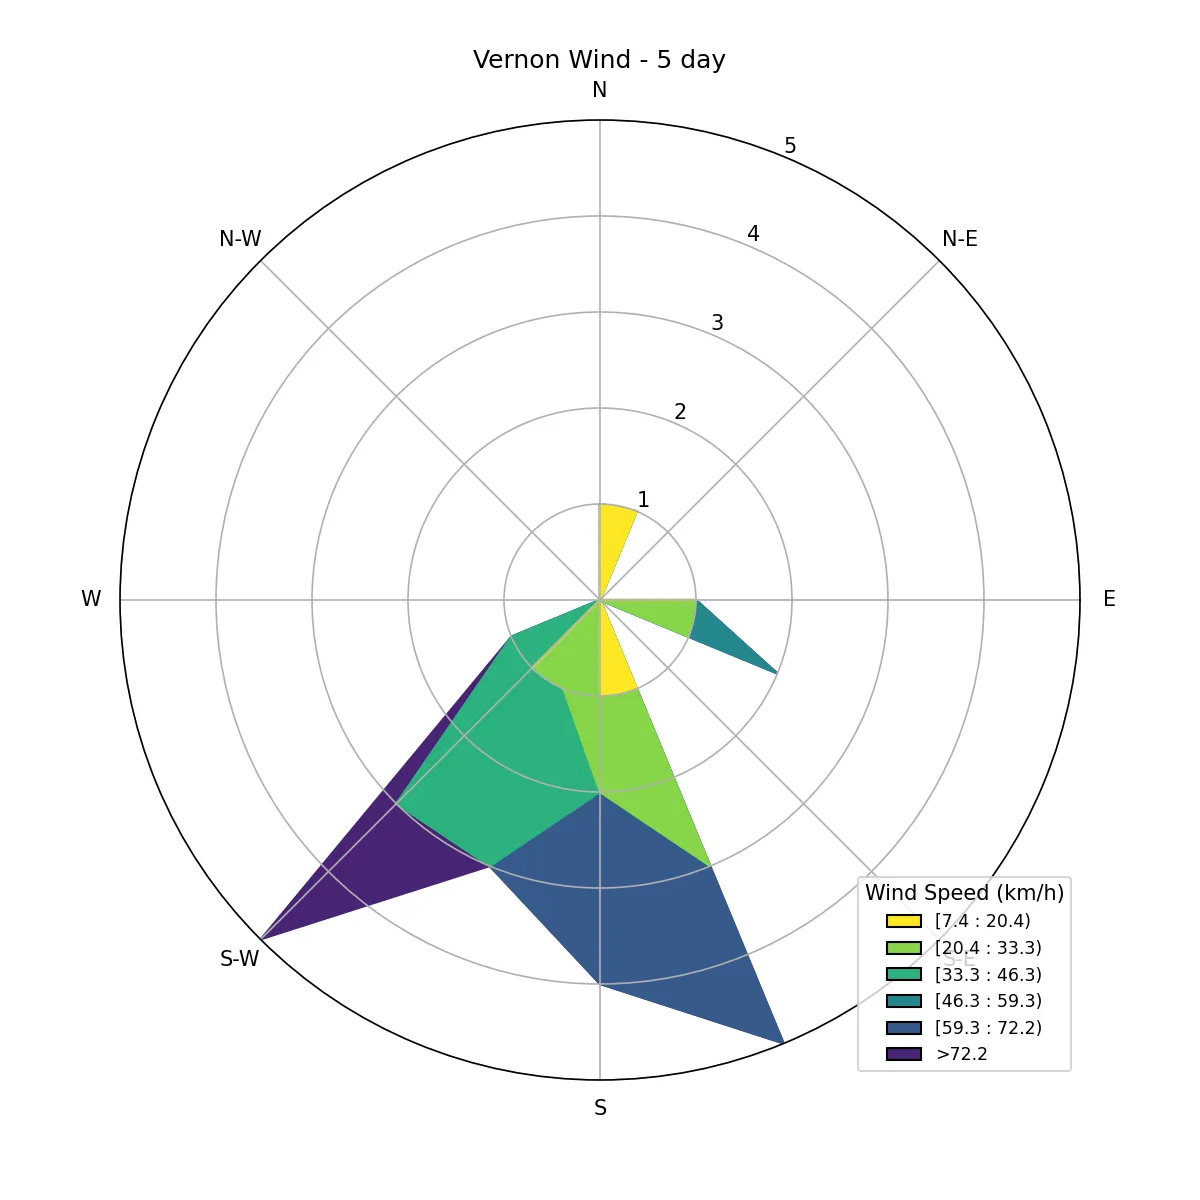 Vernon Wind - 5 day
N
5
N-W
N-E
4
3
2
1
W
E
Wind Speed (km/h)
[7.4 : 20.4)
[20.4 : 33.3)
S-W
S-E
[33.3 : 46.3)
[46.3 : 59.3)
[59.3 : 72.2)
>72.2
S